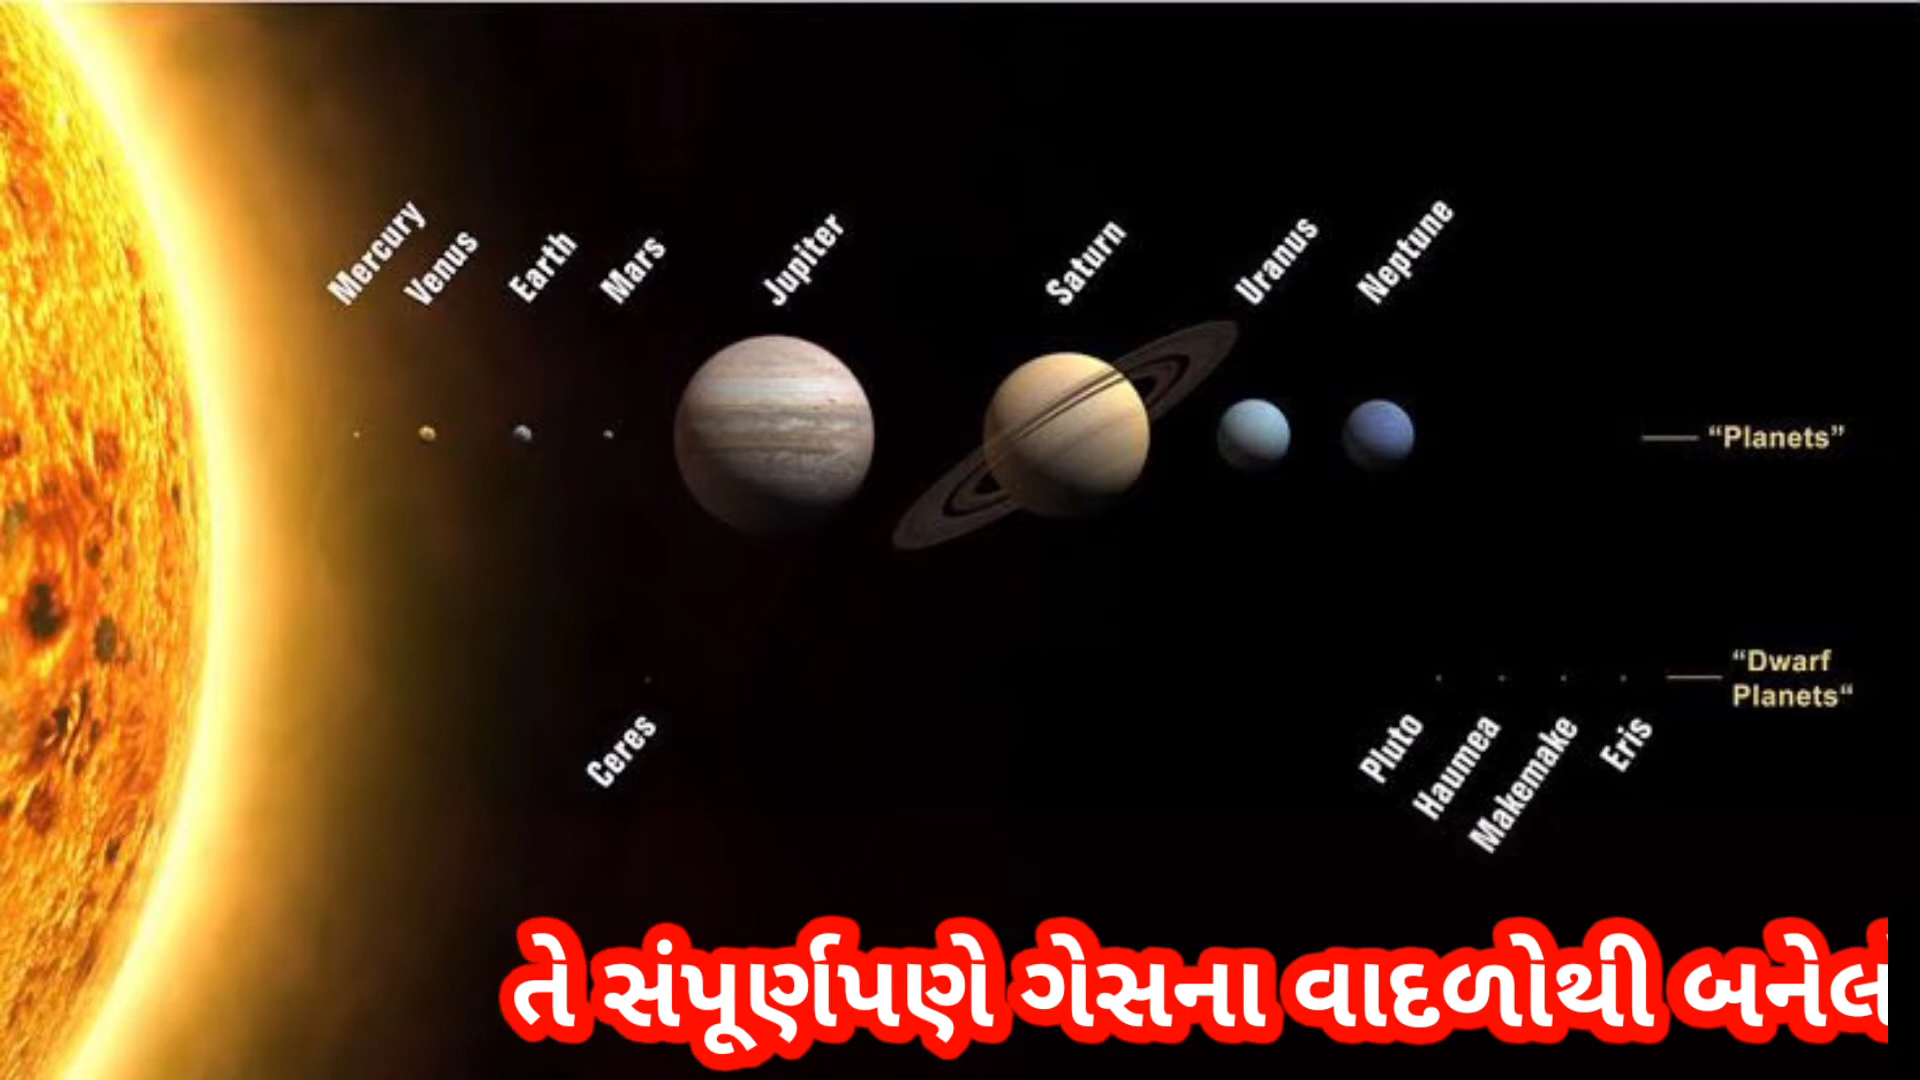 Mercury
Venus
Earth
Mars
Jupiter
Saturn
Uranus
Neptune
“Planets”
“Dwarf
Planets“
Ceres
Pluto
Haumea
Makemake
Eris
તે સંપૂર્ણપણે ગેસના વાદળોથી